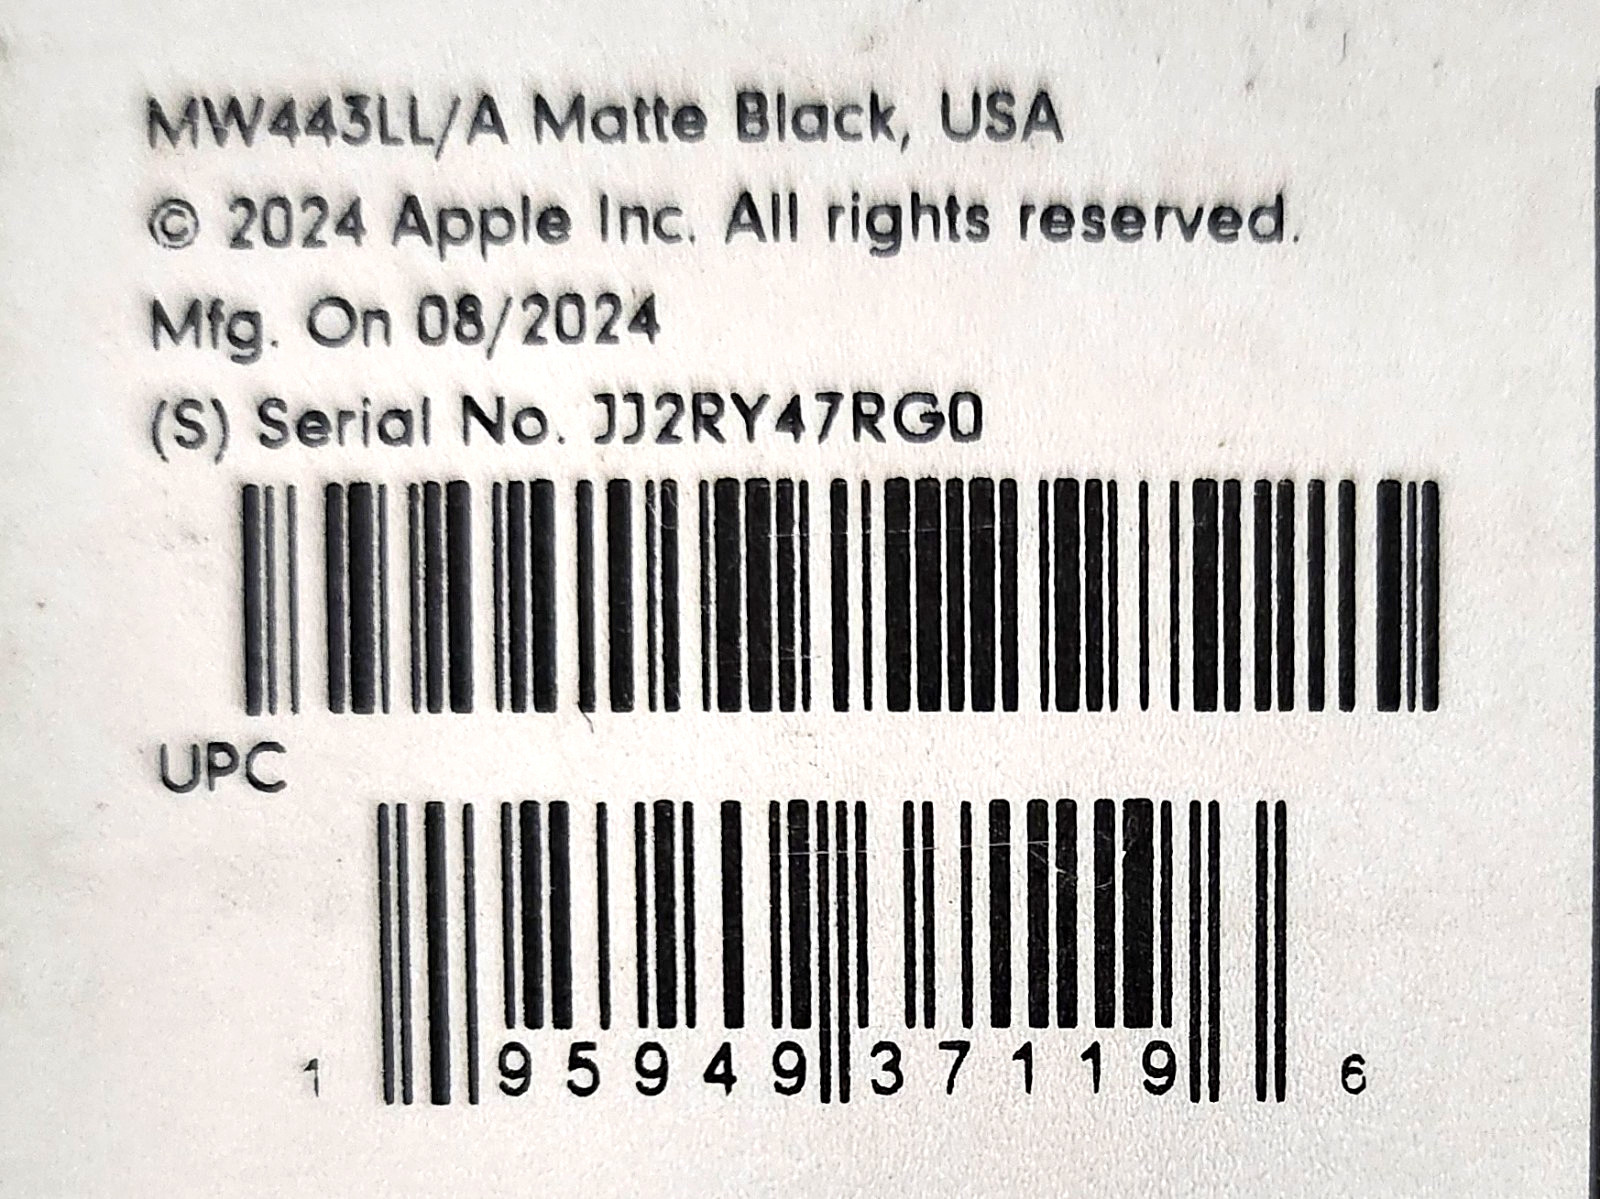 MW443LL/A Matte Black, USA
© 2024 Apple Inc. All rights reserved.
Mfg. On 08/2024
(S) Serial No. JJ2RY47RG0
UPC
1 95949 37119 6